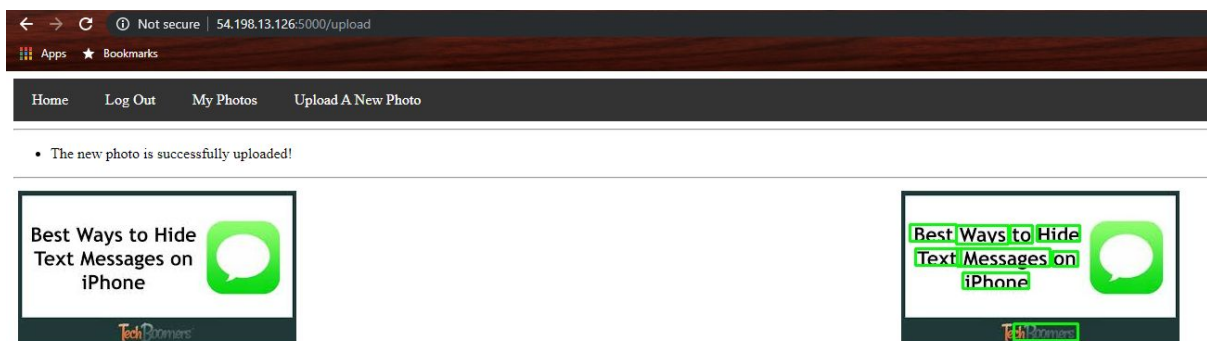 Not secure | 54.198.13.126:5000/upload
Apps Bookmarks
Home Log Out My Photos Upload A New Photo
• The new photo is successfully uploaded!
Best Ways to Hide
Text Messages on
iPhone
TechBoomers
Best Ways to Hide
Text Messages on
iPhone
TechBoomers